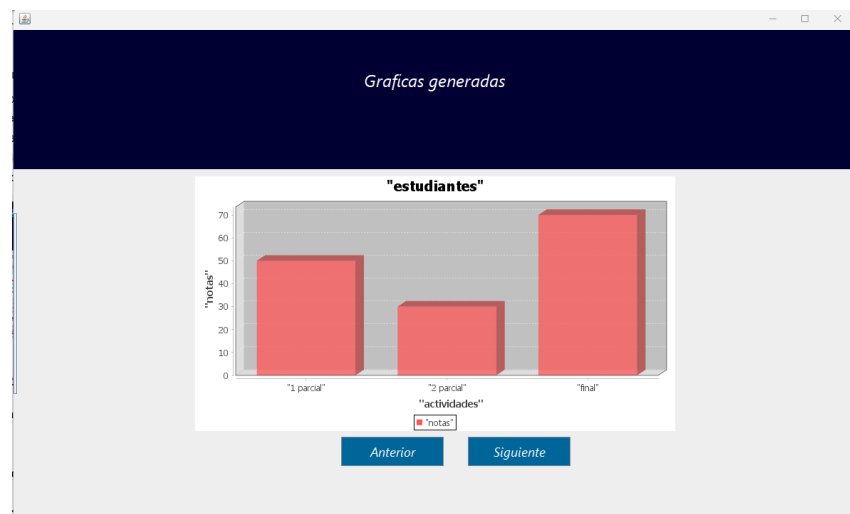 Graficas generadas
"estudiantes"
70
60
50
40
30
20
10
0
"notas"
"1 parcial" "2 parcial" "final"
"actividades"
"notas"
Anterior Siguiente